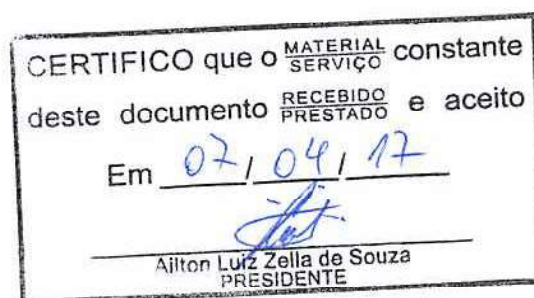 CERTIFICO que o MATERIAL SERVIÇO constante
deste documento RECEBIDO PRESTADO e aceito
Em 07/04/17
Ailton Luiz Zella de Souza
PRESIDENTE